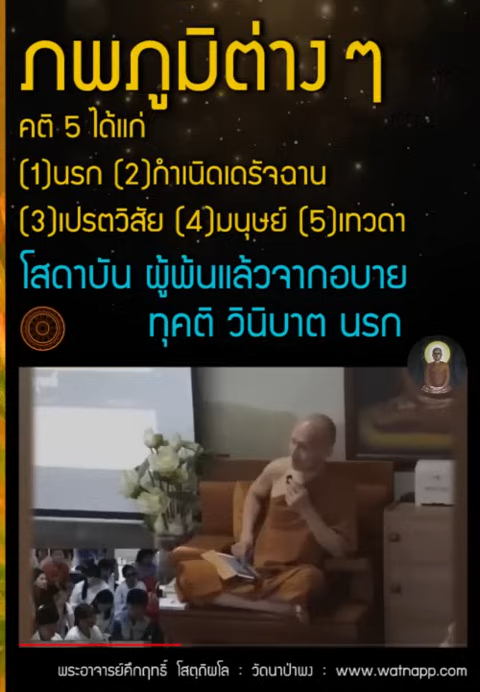 ภพภูมิต่าง ๆ
คติ 5 ได้แก่
(1)นรก (2)กำเนิดเดรัจฉาน
(3)เปรตวิสัย (4)มนุษย์ (5)เทวดา
โสดาบัน ผู้พ้นแล้วจากอบาย
ทุคติ วินิบาต นรก
พระอาจารย์คึกฤทธิ์ โสตฺถิผโล : วัดนาป่าพง : www.watnapp.com